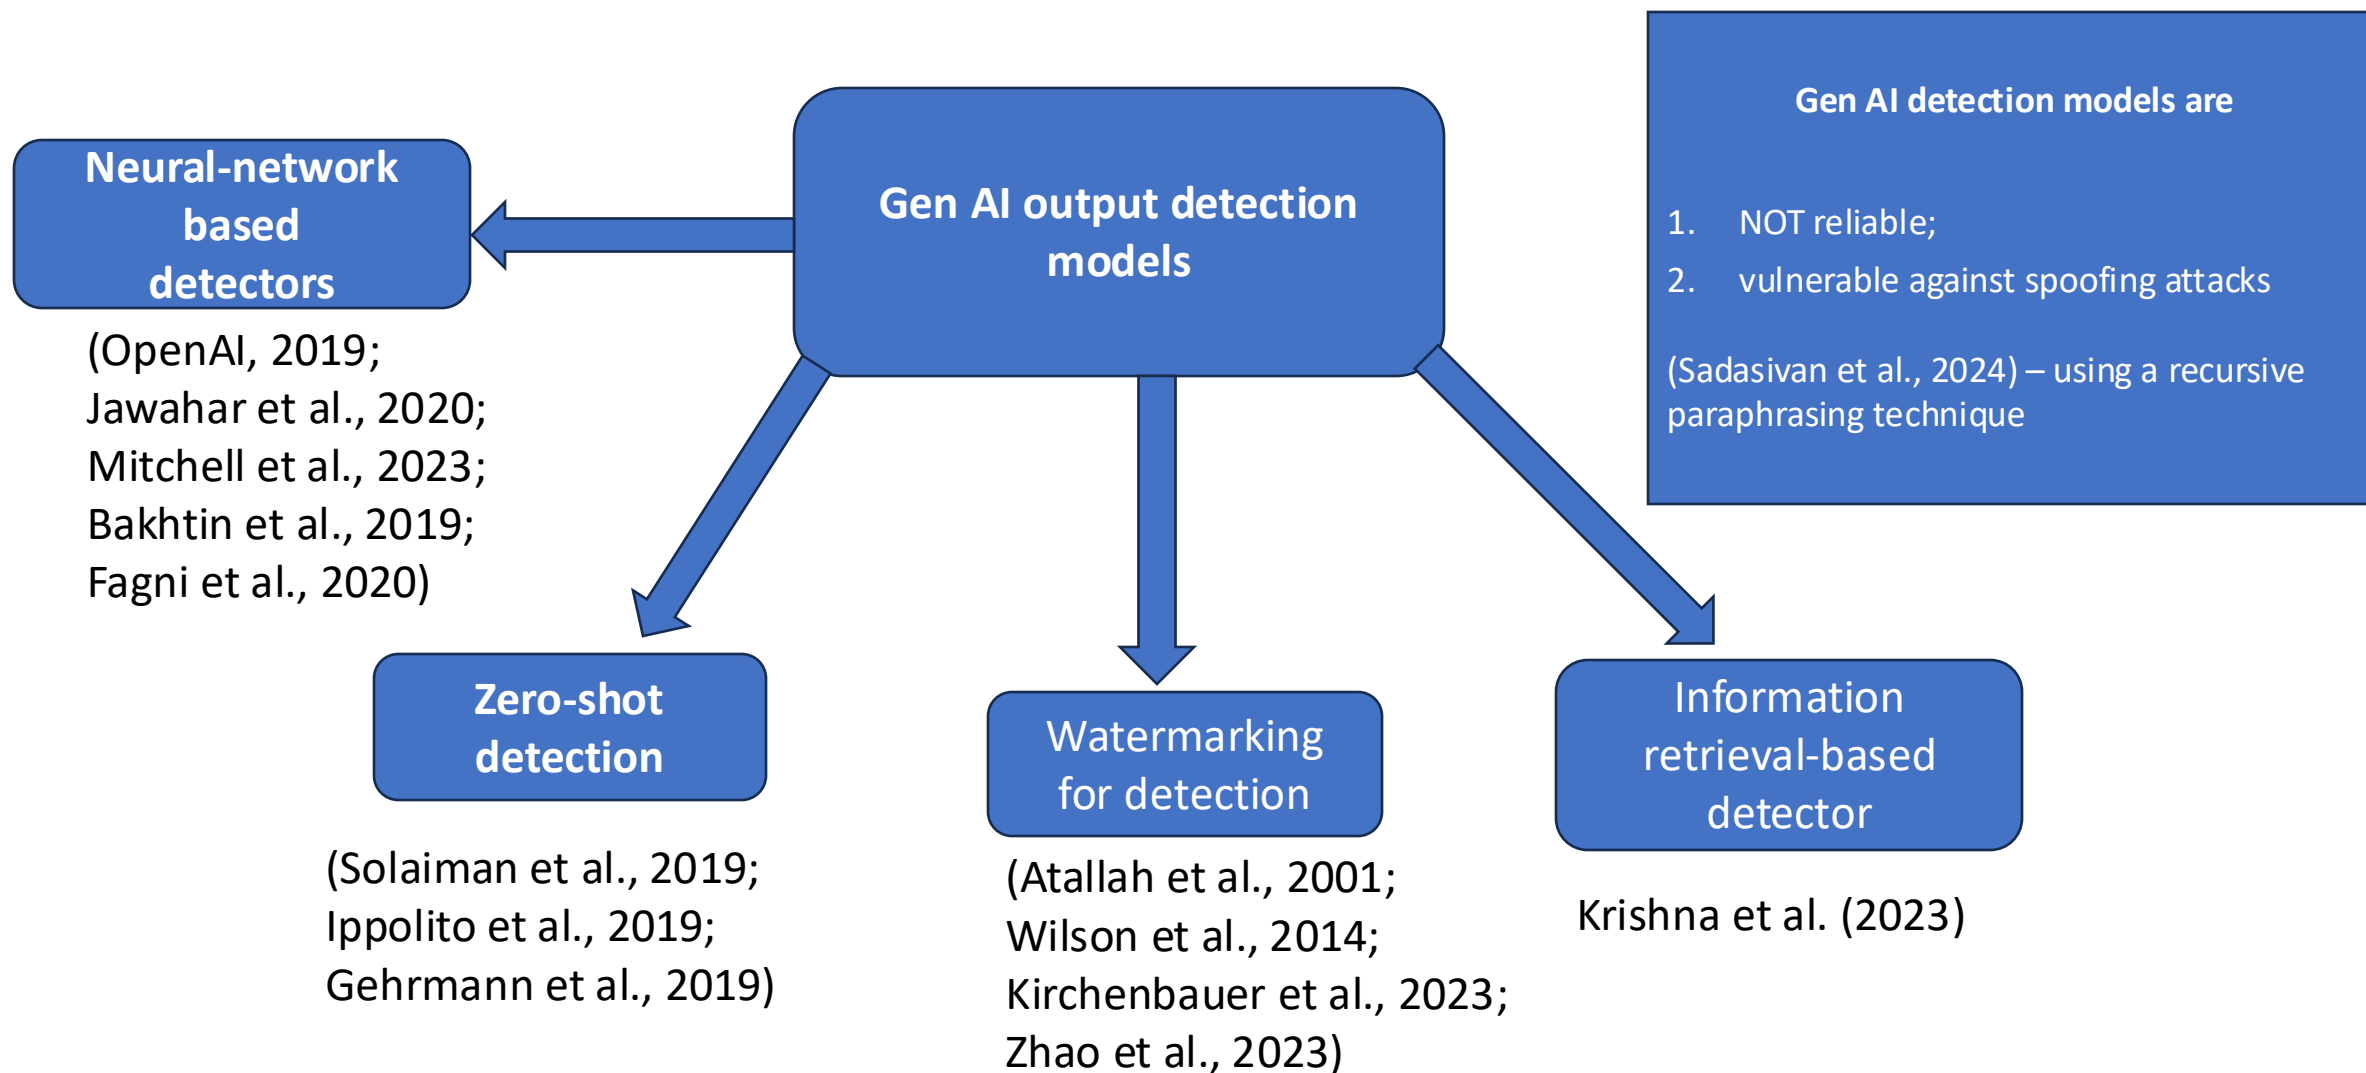 Gen AI output detection
models
Neural-network
based
detectors
(OpenAI, 2019;
Jawahar et al., 2020;
Mitchell et al., 2023;
Bakhtin et al., 2019;
Fagni et al., 2020)
Zero-shot
detection
(Solaiman et al., 2019;
Ippolito et al., 2019;
Gehrmann et al., 2019)
Watermarking
for detection
(Atallah et al., 2001;
Wilson et al., 2014;
Kirchenbauer et al., 2023;
Zhao et al., 2023)
Information
retrieval-based
detector
Krishna et al. (2023)
Gen AI detection models are
1. NOT reliable;
2. vulnerable against spoofing attacks
(Sadasivan et al., 2024) – using a recursive
paraphrasing technique